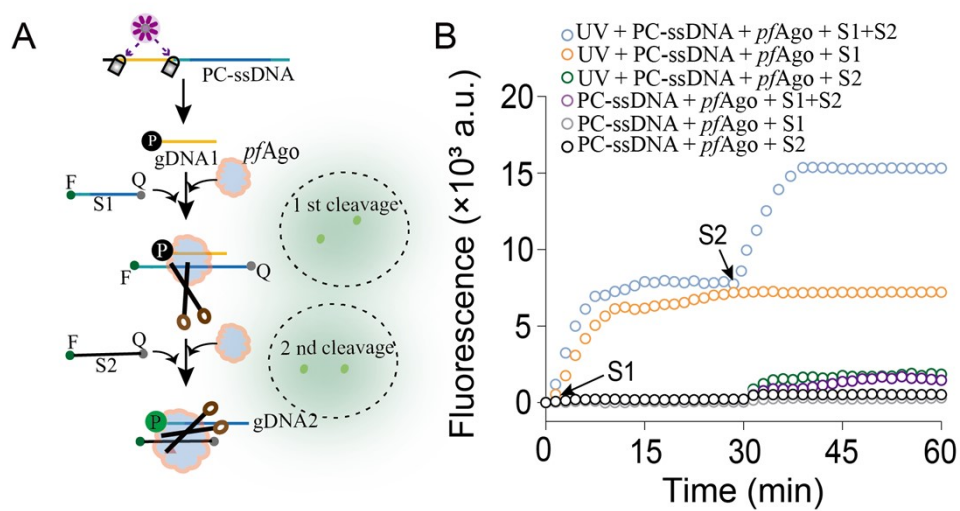 A
PC-ssDNA
P
gDNA1
pfAgo
F
Q
S1
1 st cleavage
P
F
Q
F
Q
S2
2 nd cleavage
P
gDNA2
B
UV + PC-ssDNA + pfAgo + S1+S2
UV + PC-ssDNA + pfAgo + S1
UV + PC-ssDNA + pfAgo + S2
PC-ssDNA + pfAgo + S1+S2
PC-ssDNA + pfAgo + S1
PC-ssDNA + pfAgo + S2
Fluorescence (×10³ a.u.)
20
15
10
5
0
S2
S1
0
15
30
45
60
Time (min)